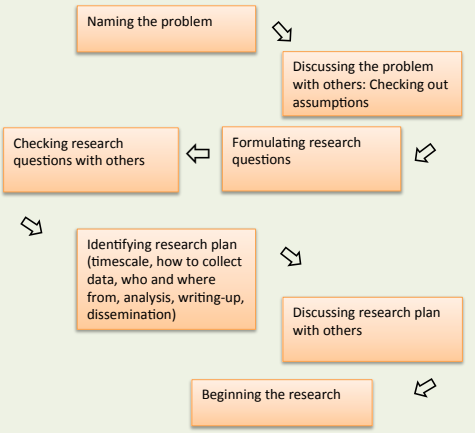 Naming the problem
Discussing the problem
with others: Checking out
assumptions
Formulating research
questions
Checking research
questions with others
Identifying research plan
(timescale, how to collect
data, who and where
from, analysis, writing-up,
dissemination)
Discussing research plan
with others
Beginning the research